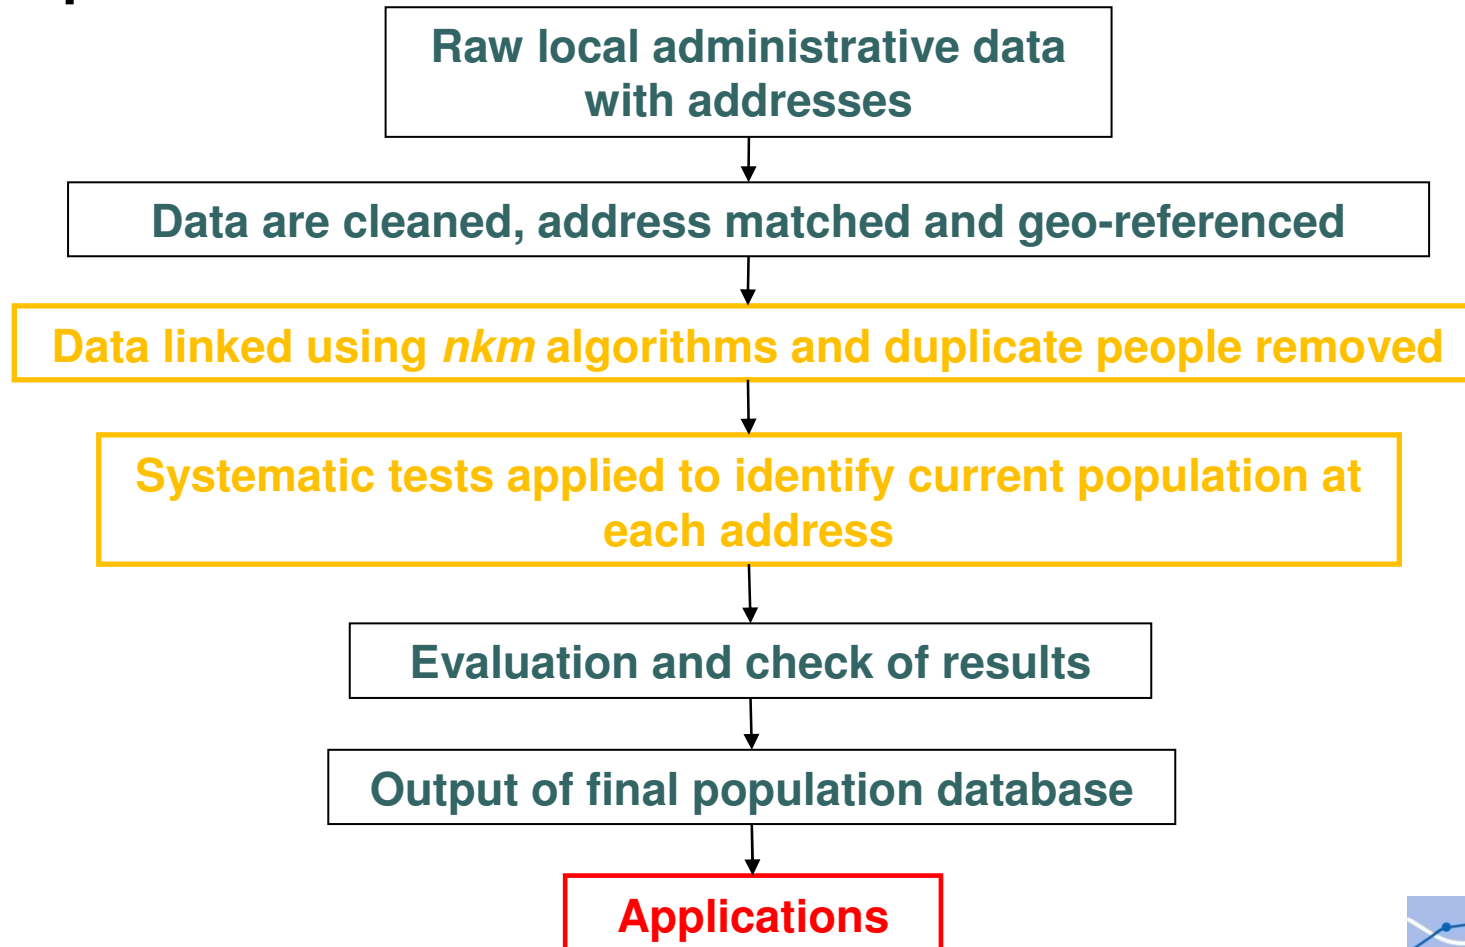 Raw local administrative data
with addresses
Data are cleaned, address matched and geo-referenced
Data linked using nkm algorithms and duplicate people removed
Systematic tests applied to identify current population at
each address
Evaluation and check of results
Output of final population database
Applications